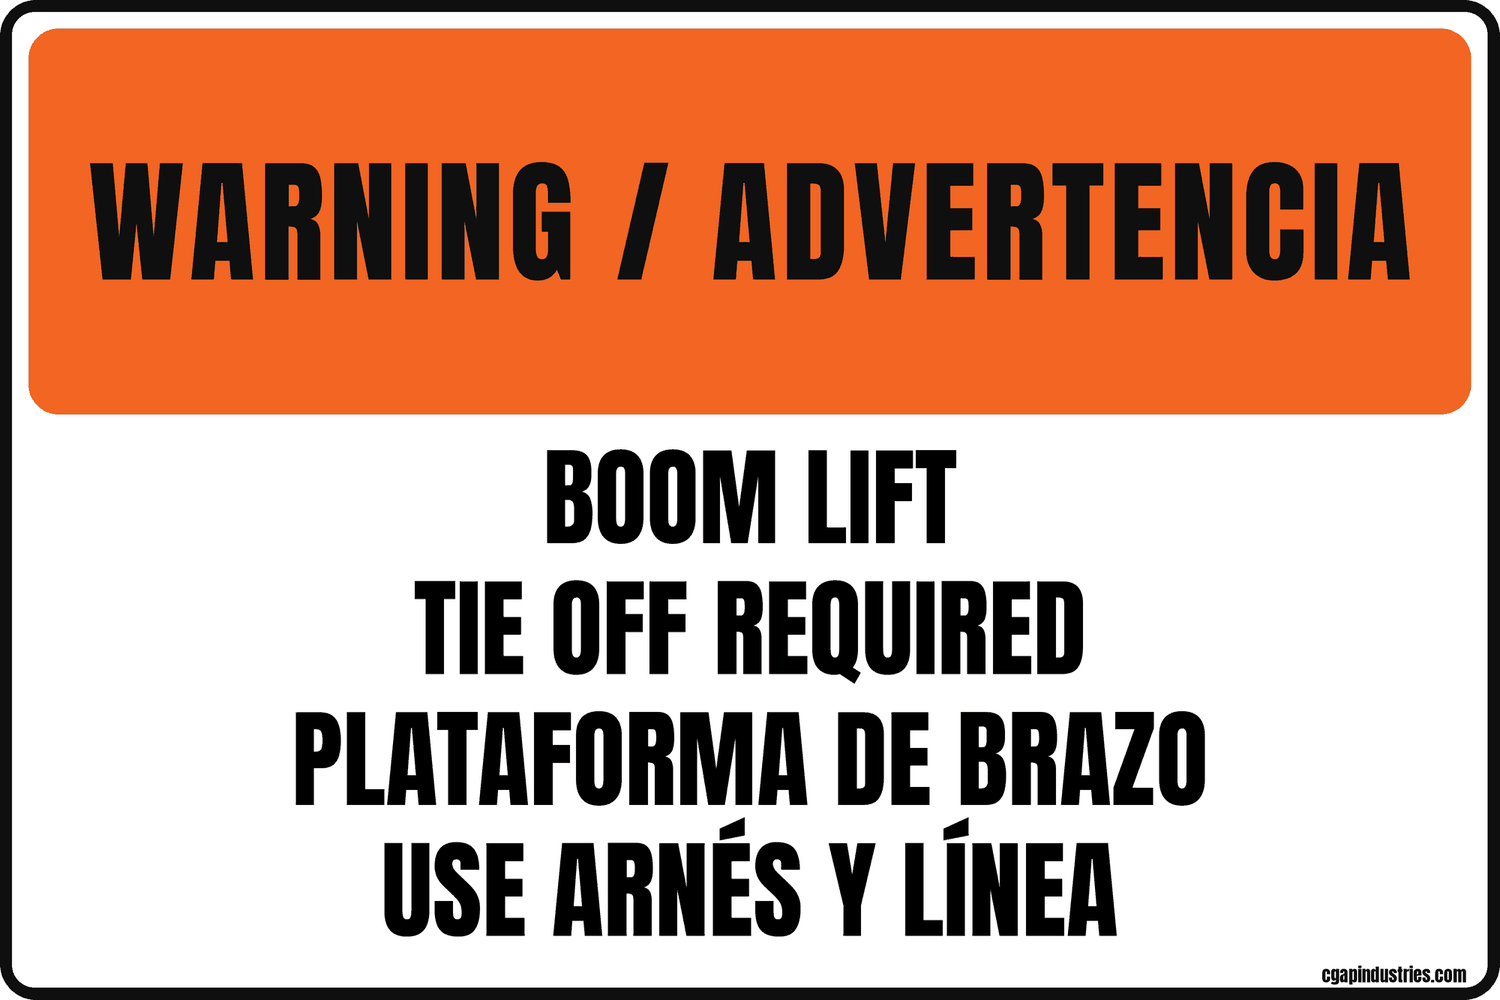 WARNING / ADVERTENCIA
BOOM LIFT
TIE OFF REQUIRED
PLATAFORMA DE BRAZO
USE ARNÉS Y LÍNEA
cgapindustries.com